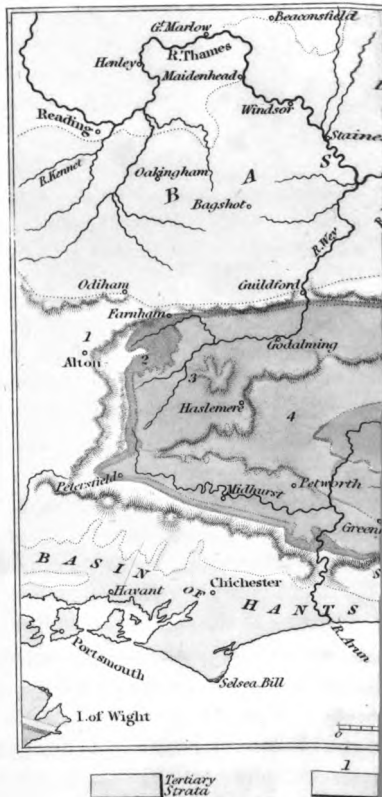 Beaconsfield
Gt. Marlow
R. Thames
Henley
Maidenhead
Windsor
Reading
Staines
R. Kennet
Oakingham
B A S
Bagshot
R. Wey
Odiham
Guildford
Farnham
1
Alton
2
Godalming
3
Haslemere
4
Petersfield
Midhurst
Petworth
Green
BASIN OF HANTS
Chichester
Havant
Portsmouth
R. Arun
Selsea Bill
I. of Wight
0
1
Tertiary
Strata